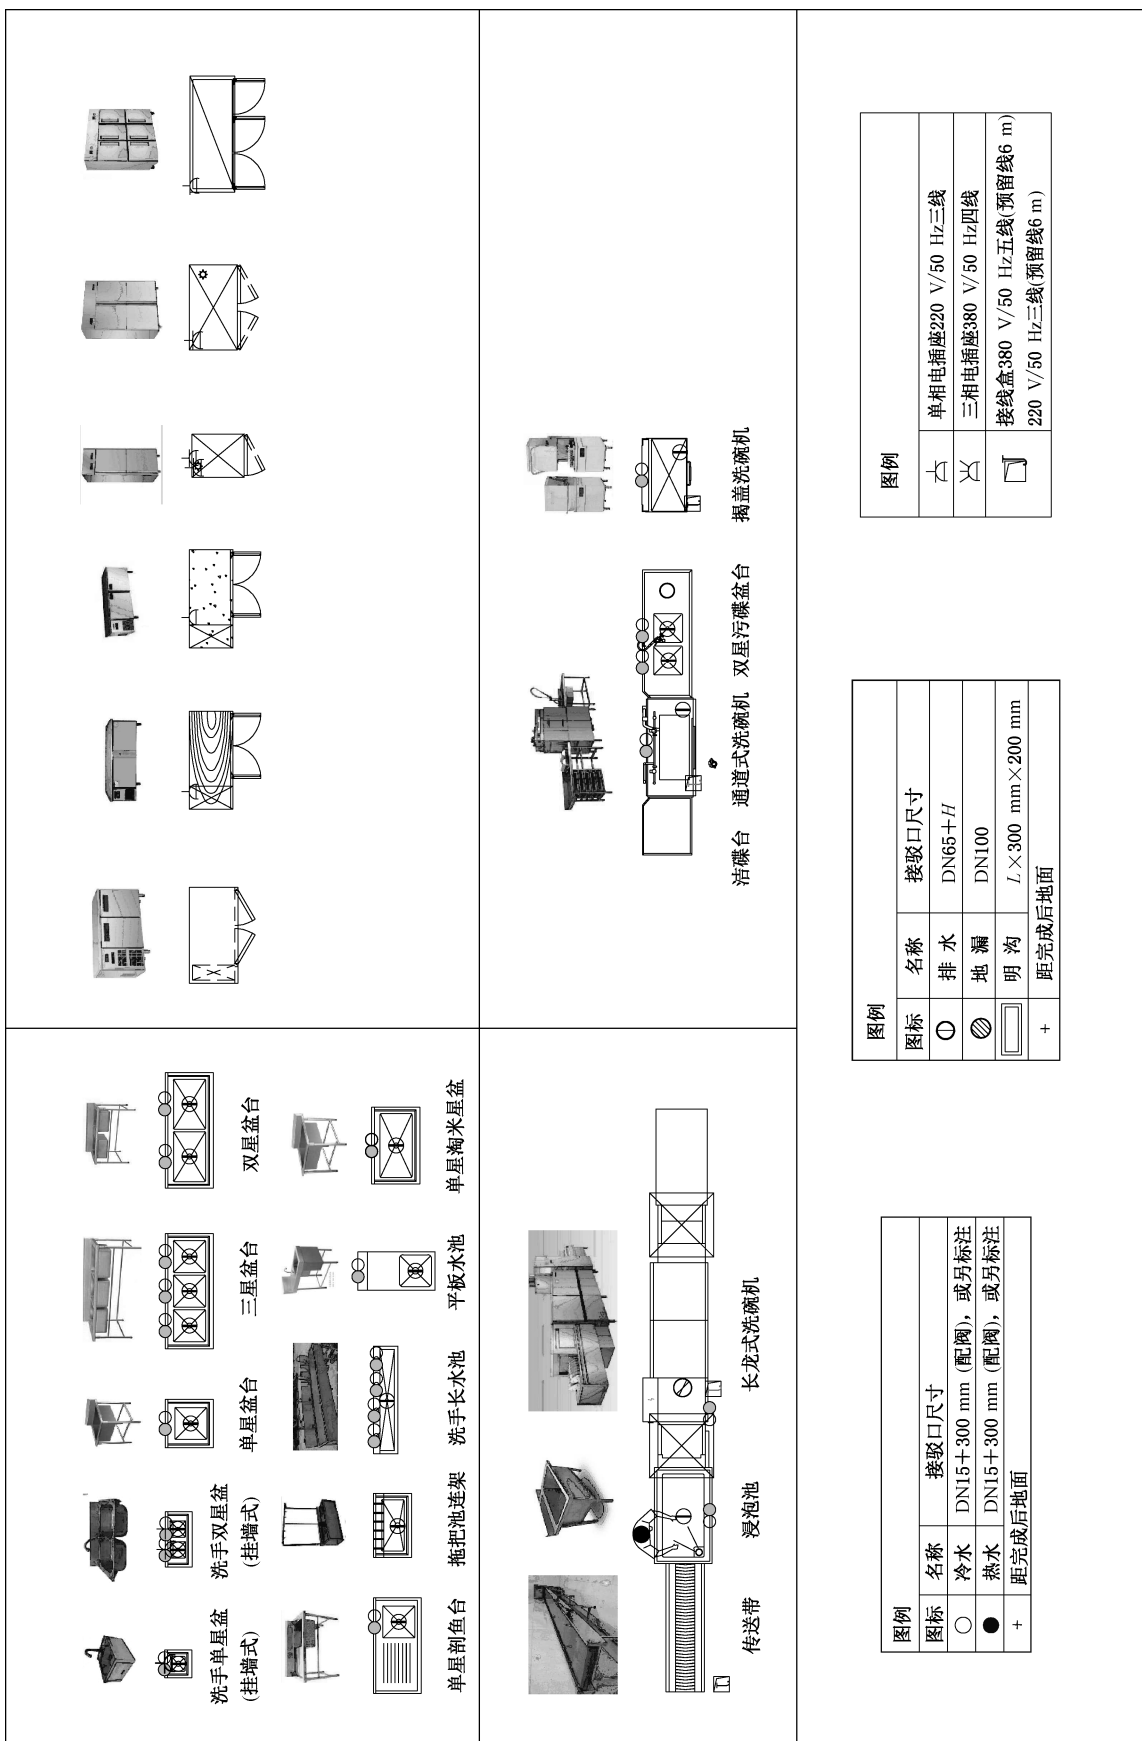 洗手单星盆
(挂墙式)
洗手双星盆
(挂墙式)
单星盆台
三星盆台
双星盆台
单星剖鱼台
拖把池连架
洗手长水池
平板水池
单星淘米星盆
传送带
浸泡池
长龙式洗碗机
洁碟台
通道式洗碗机
双星污碟盆台
揭盖洗碗机
图例
图标 名称 接驳口尺寸
冷水 DN15+300 mm (配阀)，或另标注
热水 DN15+300 mm (配阀)，或另标注
+ 距完成后地面
图例
图标 名称 接驳口尺寸
排 水 DN65+H
地 漏 DN100
明 沟 L×300 mm×200 mm
+ 距完成后地面
图例
单相电插座220 V/50 Hz三线
三相电插座380 V/50 Hz四线
接线盒380 V/50 Hz五线(预留线6 m)
220 V/50 Hz三线(预留线6 m)